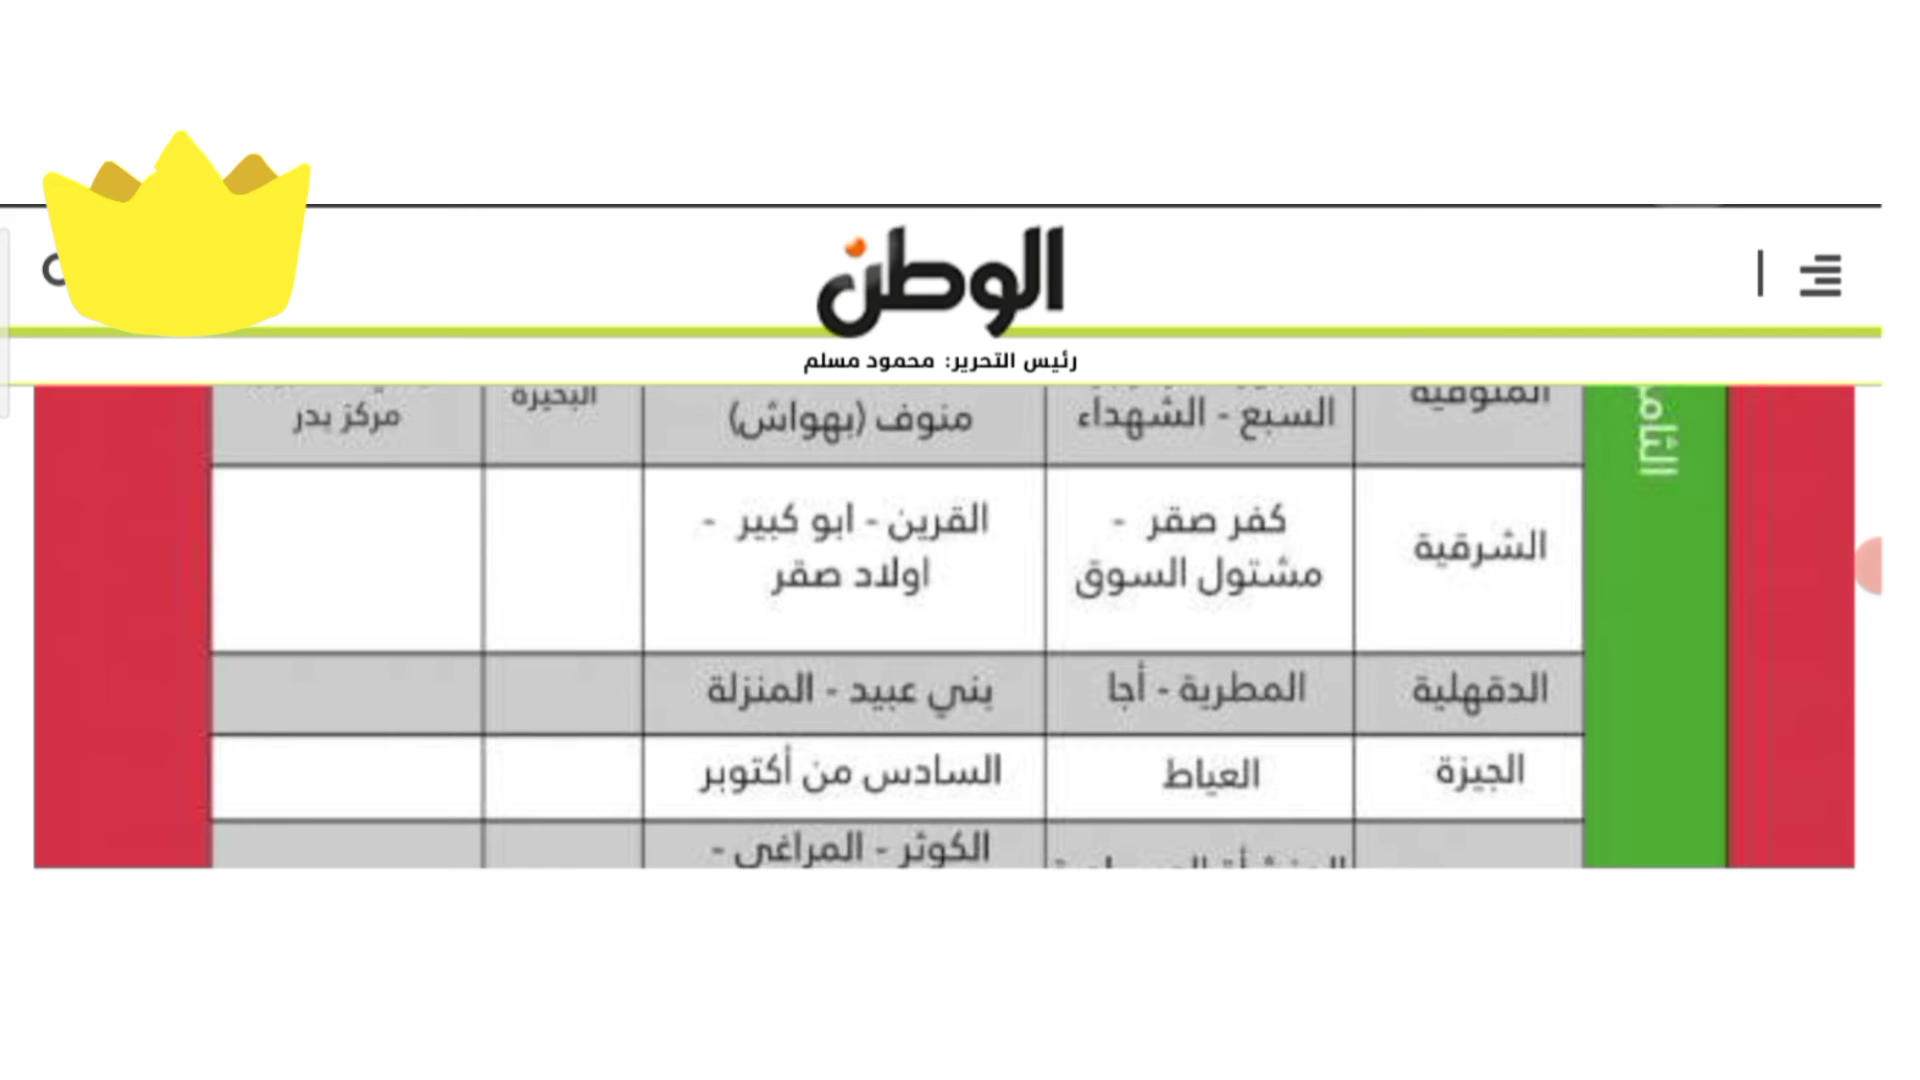 الوطن
رئيس التحرير: محمود مسلم
المنوفية
السبع - الشهداء
منوف (بهواش)
البحيرة
مركز بدر
الشرقية
كفر صقر -
مشتول السوق
القرين - ابو كبير -
اولاد صقر
الدقهلية
المطرية - أجا
بني عبيد - المنزلة
الجيزة
العياط
السادس من أكتوبر
الكوثر - المراغي -